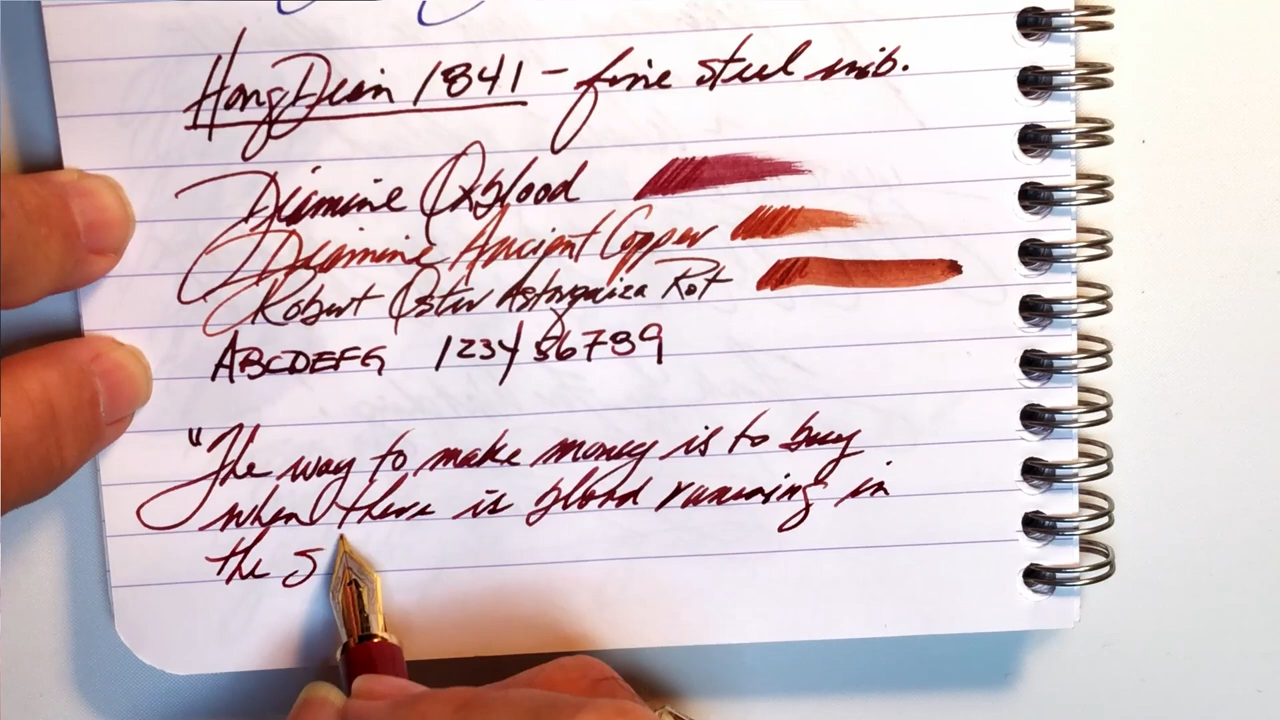 HongDian 1841 - fine steel nib.
Diamine Oxblood
Diamine Ancient Copper
Robert Oster Astorquiza Rot
ABCDEFG 123456789
"The way to make money is to buy
when there is blood running in
the s